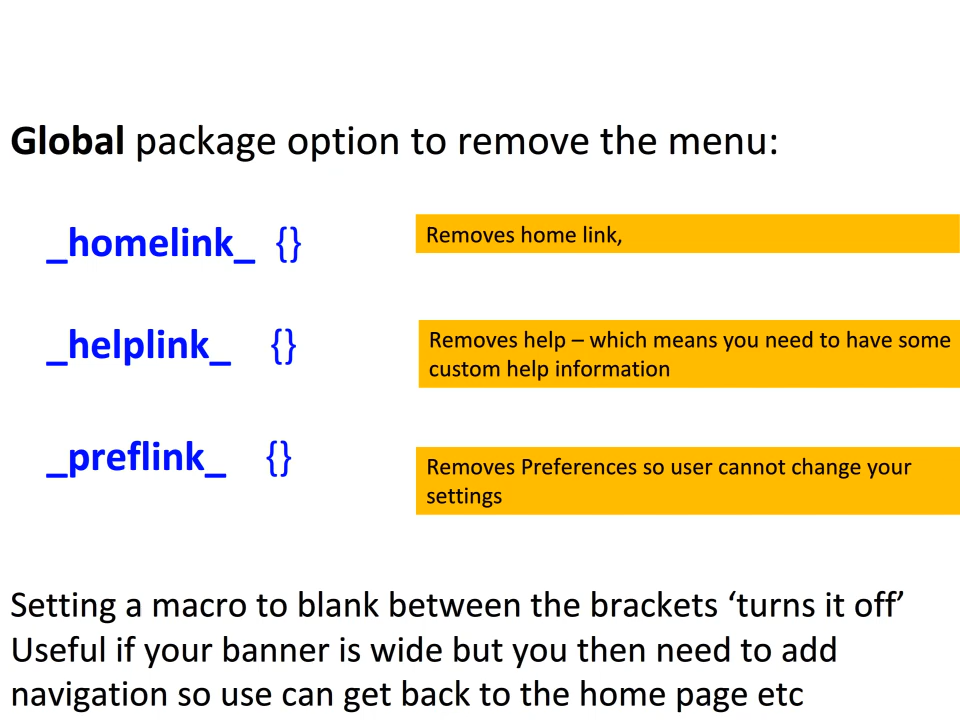 Global package option to remove the menu:
_homelink_ {}
Removes home link,
_helplink_ {}
Removes help – which means you need to have some
custom help information
_preflink_ {}
Removes Preferences so user cannot change your
settings
Setting a macro to blank between the brackets ‘turns it off’
Useful if your banner is wide but you then need to add
navigation so use can get back to the home page etc